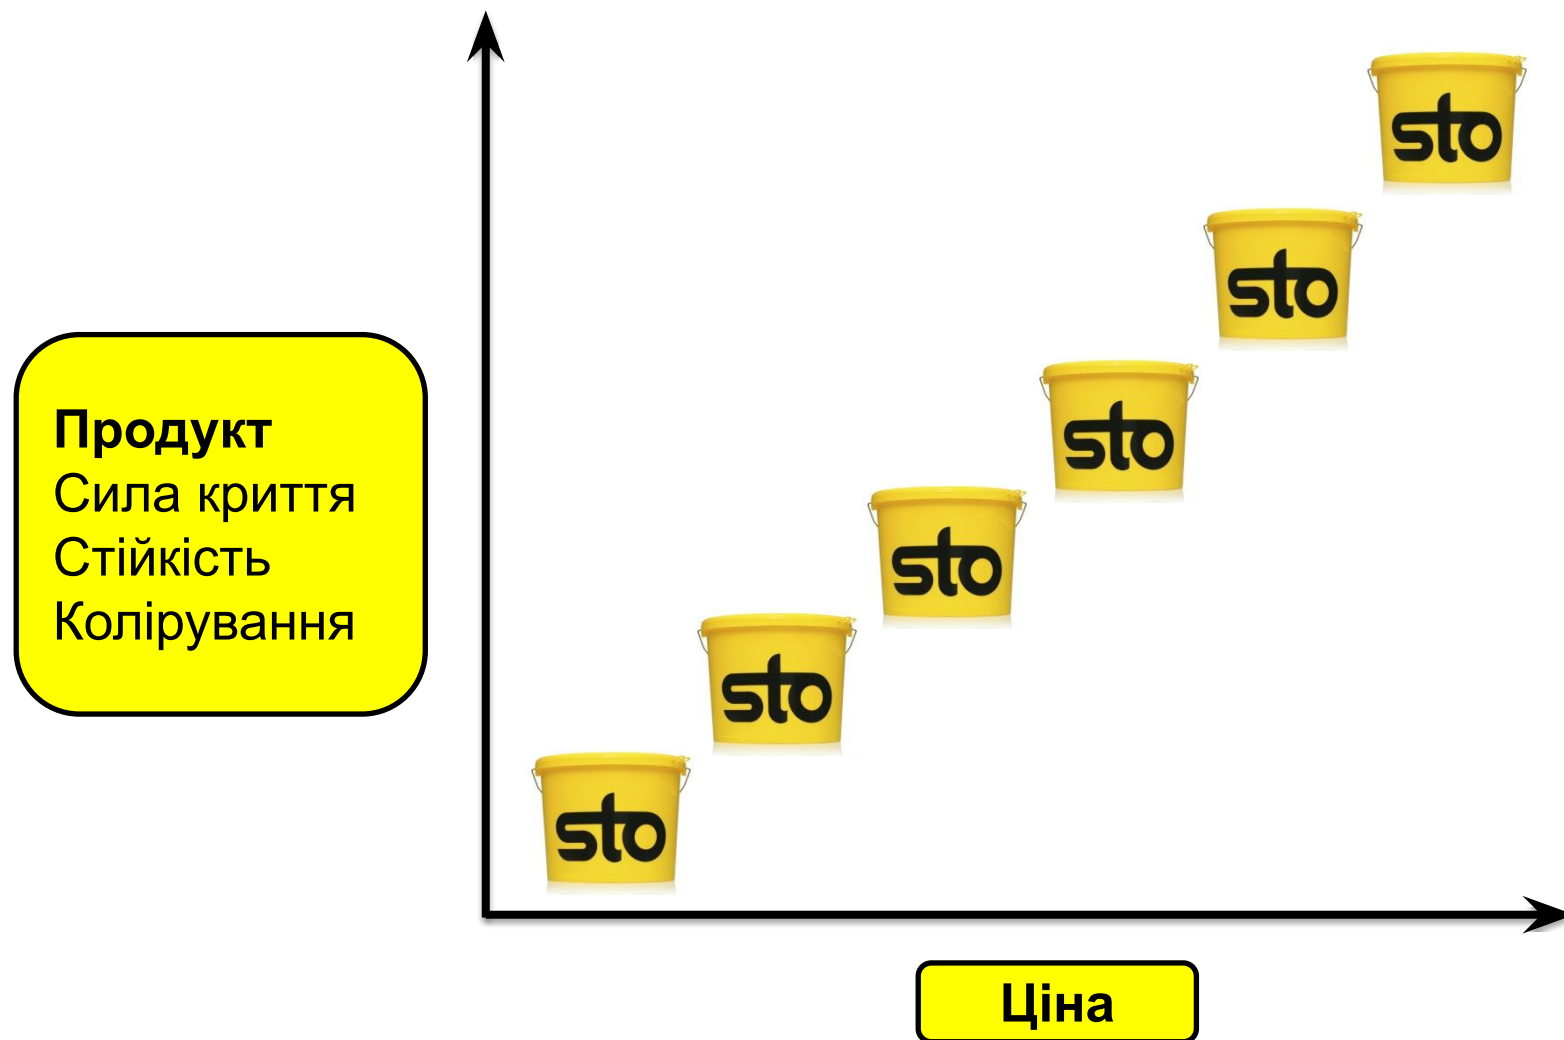 sto
sto
sto
Продукт
Сила криття
Стійкість
Колірування
sto
sto
sto
Ціна